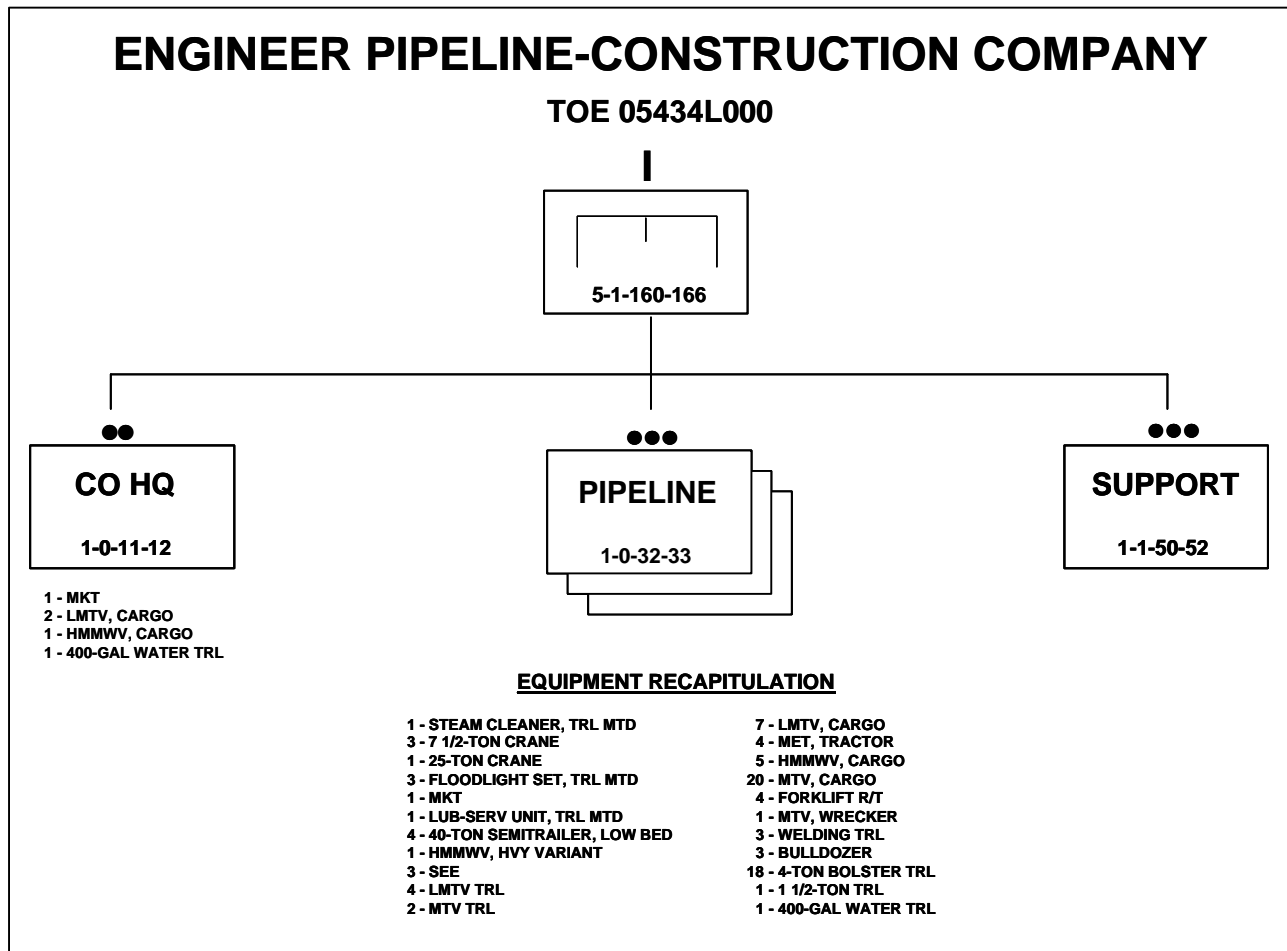 ENGINEER PIPELINE-CONSTRUCTION COMPANY
TOE 05434L000
I
5-1-160-166
CO HQ
1-0-11-12
1 - MKT
2 - LMTV, CARGO
1 - HMMWV, CARGO
1 - 400-GAL WATER TRL
PIPELINE
1-0-32-33
SUPPORT
1-1-50-52
EQUIPMENT RECAPITULATION
1 - STEAM CLEANER, TRL MTD
3 - 7 1/2-TON CRANE
1 - 25-TON CRANE
3 - FLOODLIGHT SET, TRL MTD
1 - MKT
1 - LUB-SERV UNIT, TRL MTD
4 - 40-TON SEMITRAILER, LOW BED
1 - HMMWV, HVY VARIANT
3 - SEE
4 - LMTV TRL
2 - MTV TRL
7 - LMTV, CARGO
4 - MET, TRACTOR
5 - HMMWV, CARGO
20 - MTV, CARGO
4 - FORKLIFT R/T
1 - MTV, WRECKER
3 - WELDING TRL
3 - BULLDOZER
18 - 4-TON BOLSTER TRL
1 - 1 1/2-TON TRL
1 - 400-GAL WATER TRL